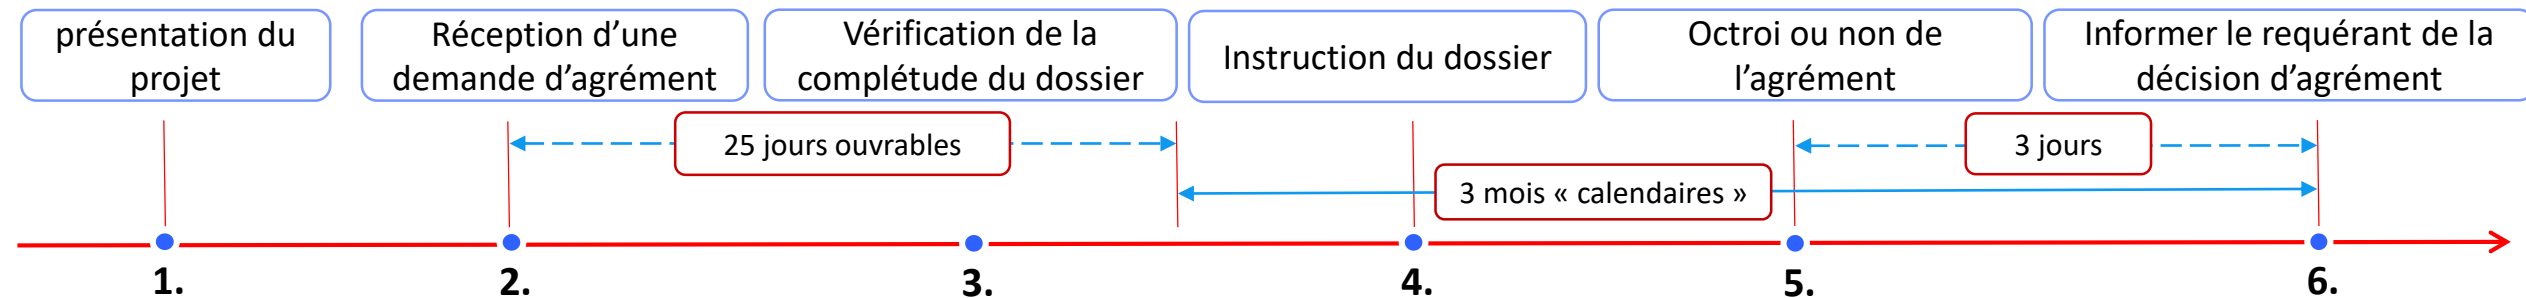 présentation du
projet
Réception d’une
demande d’agrément
Vérification de la
complétude du dossier
Instruction du dossier
Octroi ou non de
l’agrément
Informer le requérant de la
décision d’agrément
25 jours ouvrables
3 jours
3 mois « calendaires »
1.
2.
3.
4.
5.
6.